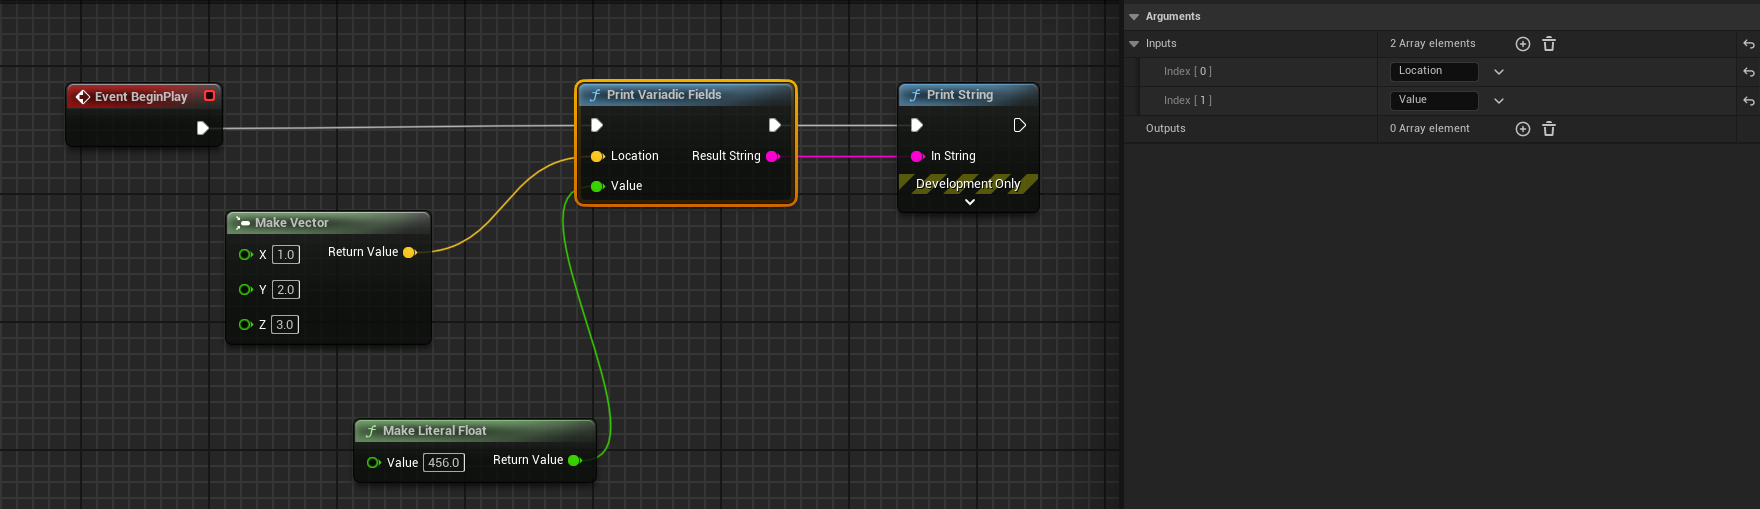 Event BeginPlay
Print Variadic Fields
Location
Result String
Value
Print String
In String
Development Only
Make Vector
X 1.0
Return Value
Y 2.0
Z 3.0
Make Literal Float
Value 456.0
Return Value
Arguments
Inputs
2 Array elements
Index [ 0 ]
Location
Index [ 1 ]
Value
Outputs
0 Array element